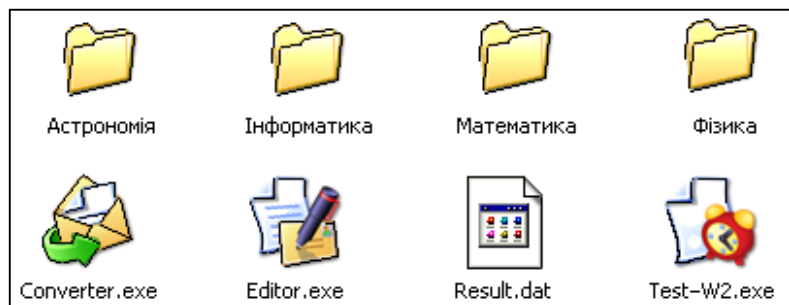 Астрономія Інформатика Математика Фізика
Converter.exe Editor.exe Result.dat Test-W2.exe